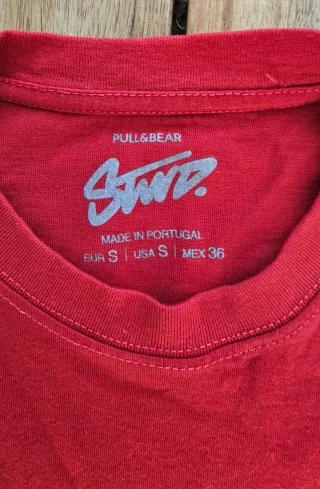 PULL&BEAR
STWD.
MADE IN PORTUGAL
EUR S | USA S | MEX 36